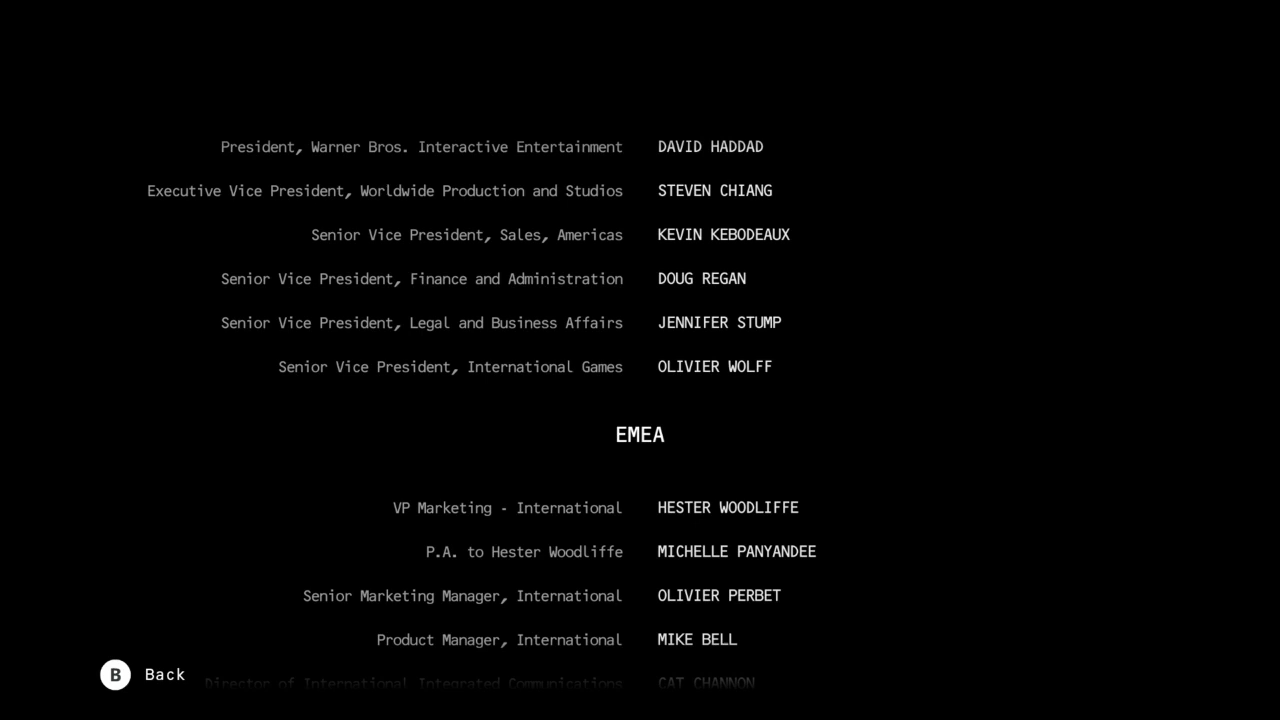 President, Warner Bros. Interactive Entertainment DAVID HADDAD
Executive Vice President, Worldwide Production and Studios STEVEN CHIANG
Senior Vice President, Sales, Americas KEVIN KEBODEAUX
Senior Vice President, Finance and Administration DOUG REGAN
Senior Vice President, Legal and Business Affairs JENNIFER STUMP
Senior Vice President, International Games OLIVIER WOLFF
EMEA
VP Marketing - International HESTER WOODLIFFE
P.A. to Hester Woodliffe MICHELLE PANYANDEE
Senior Marketing Manager, International OLIVIER PERBET
Product Manager, International MIKE BELL
B Back
Director of International Integrated Communications CAT CHANNON